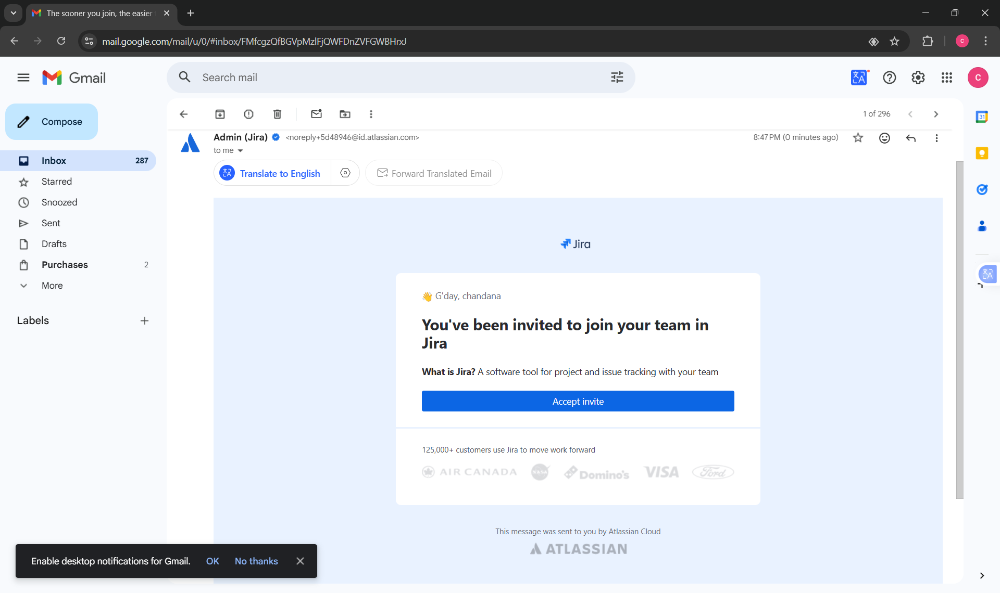 The sooner you join, the easier
mail.google.com/mail/u/0/#inbox/FMfcgzQfBGVpMzlFjQWFDnZVFGWBHrxJ
C
Gmail
Search mail
C
Compose
1 of 296
31
Admin (Jira) <noreply+5d48946@id.atlassian.com>
8:47 PM (0 minutes ago)
to me
Inbox 287
Translate to English
Forward Translated Email
Starred
Snoozed
Sent
Drafts
Jira
Purchases 2
More
👋 G'day, chandana
Labels
You've been invited to join your team in
Jira
What is Jira? A software tool for project and issue tracking with your team
Accept invite
125,000+ customers use Jira to move work forward
AIR CANADA NASA Domino's VISA Ford
This message was sent to you by Atlassian Cloud
ATLASSIAN
Enable desktop notifications for Gmail. OK No thanks